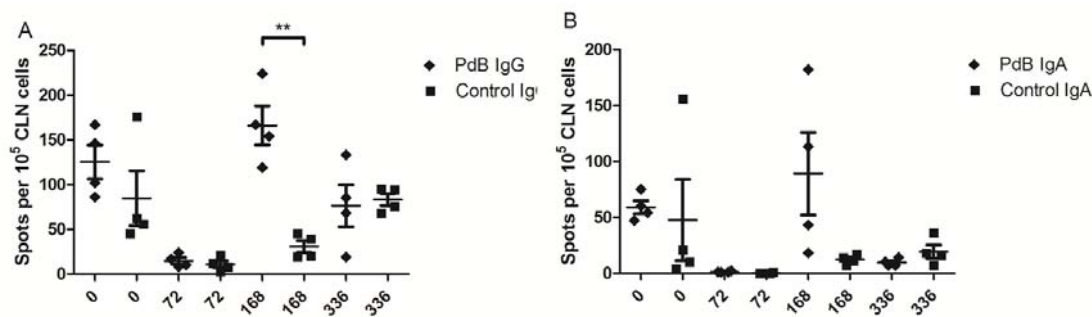 A
**
250
200
150
100
50
0
Spots per 10⁵ CLN cells
PdB IgG
Control Ig
0 0 72 72 168 168 336 336
B
200
150
100
50
0
Spots per 10⁵ CLN cells
PdB IgA
Control IgA
0 0 72 72 168 168 336 336